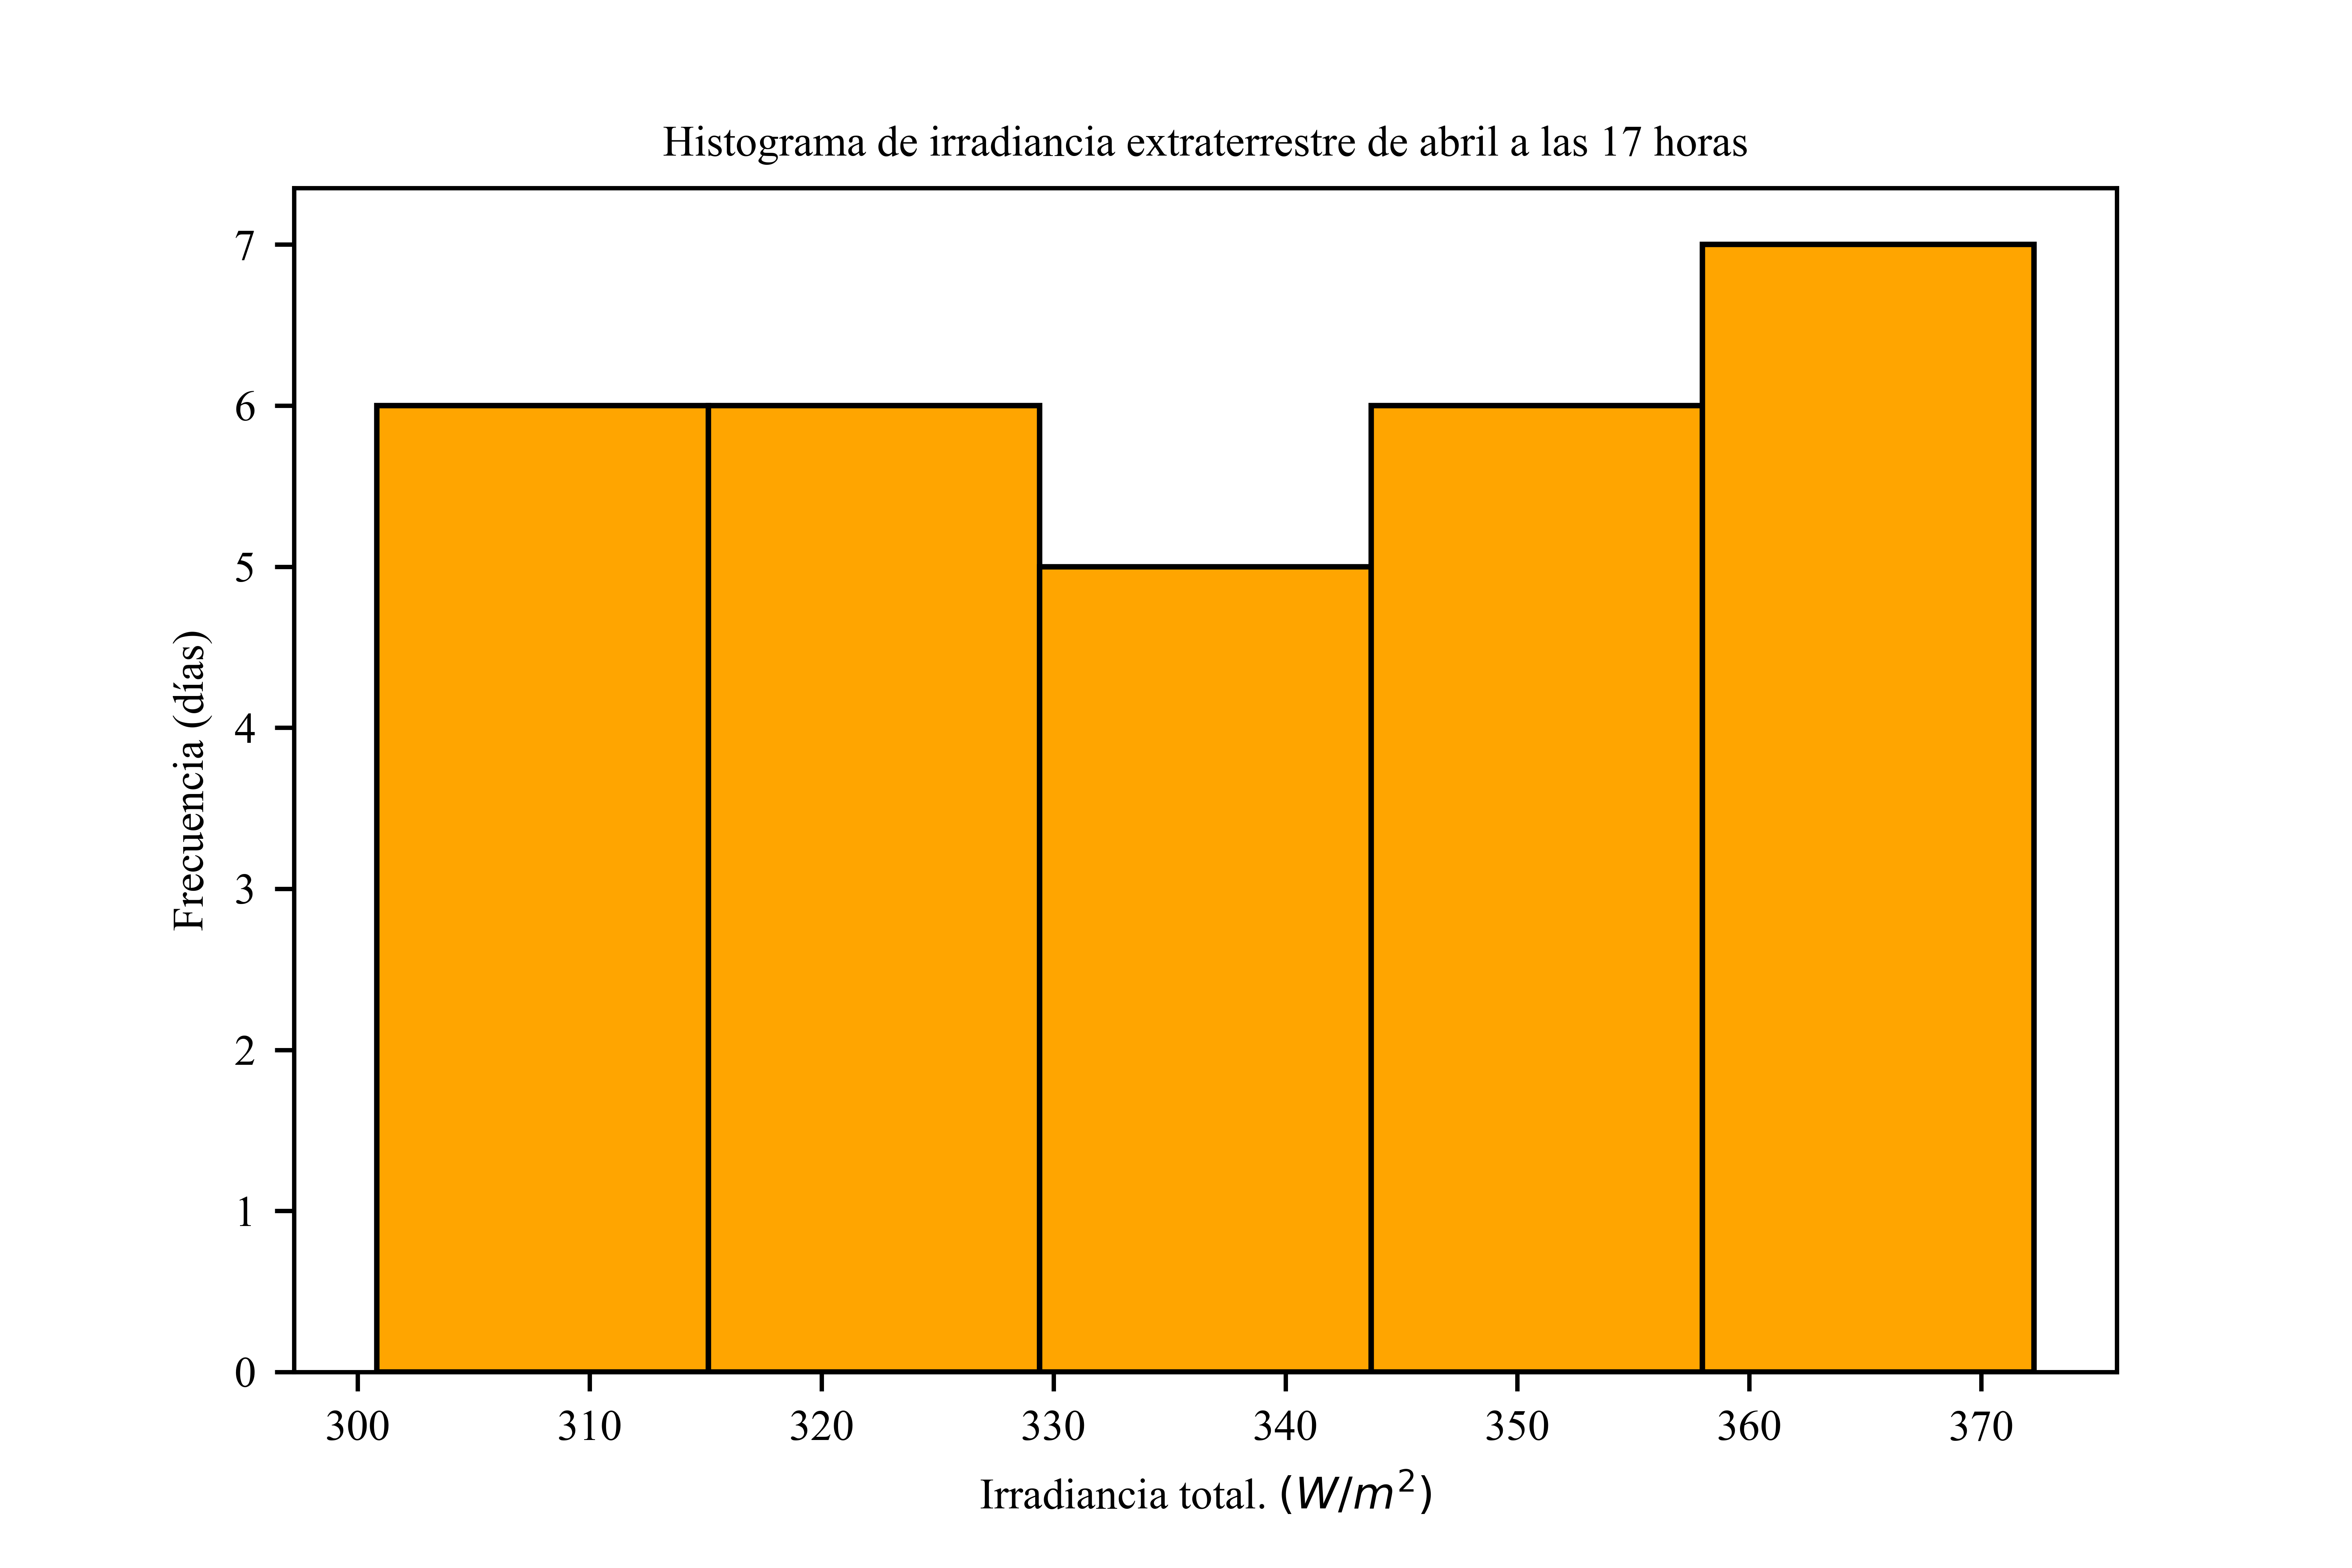 Histograma de irradiancia extraterrestre de abril a las 17 horas
7
6
5
4
3
2
1
0
Frecuencia (días)
300 310 320 330 340 350 360 370
Irradiancia total. (W/m²)